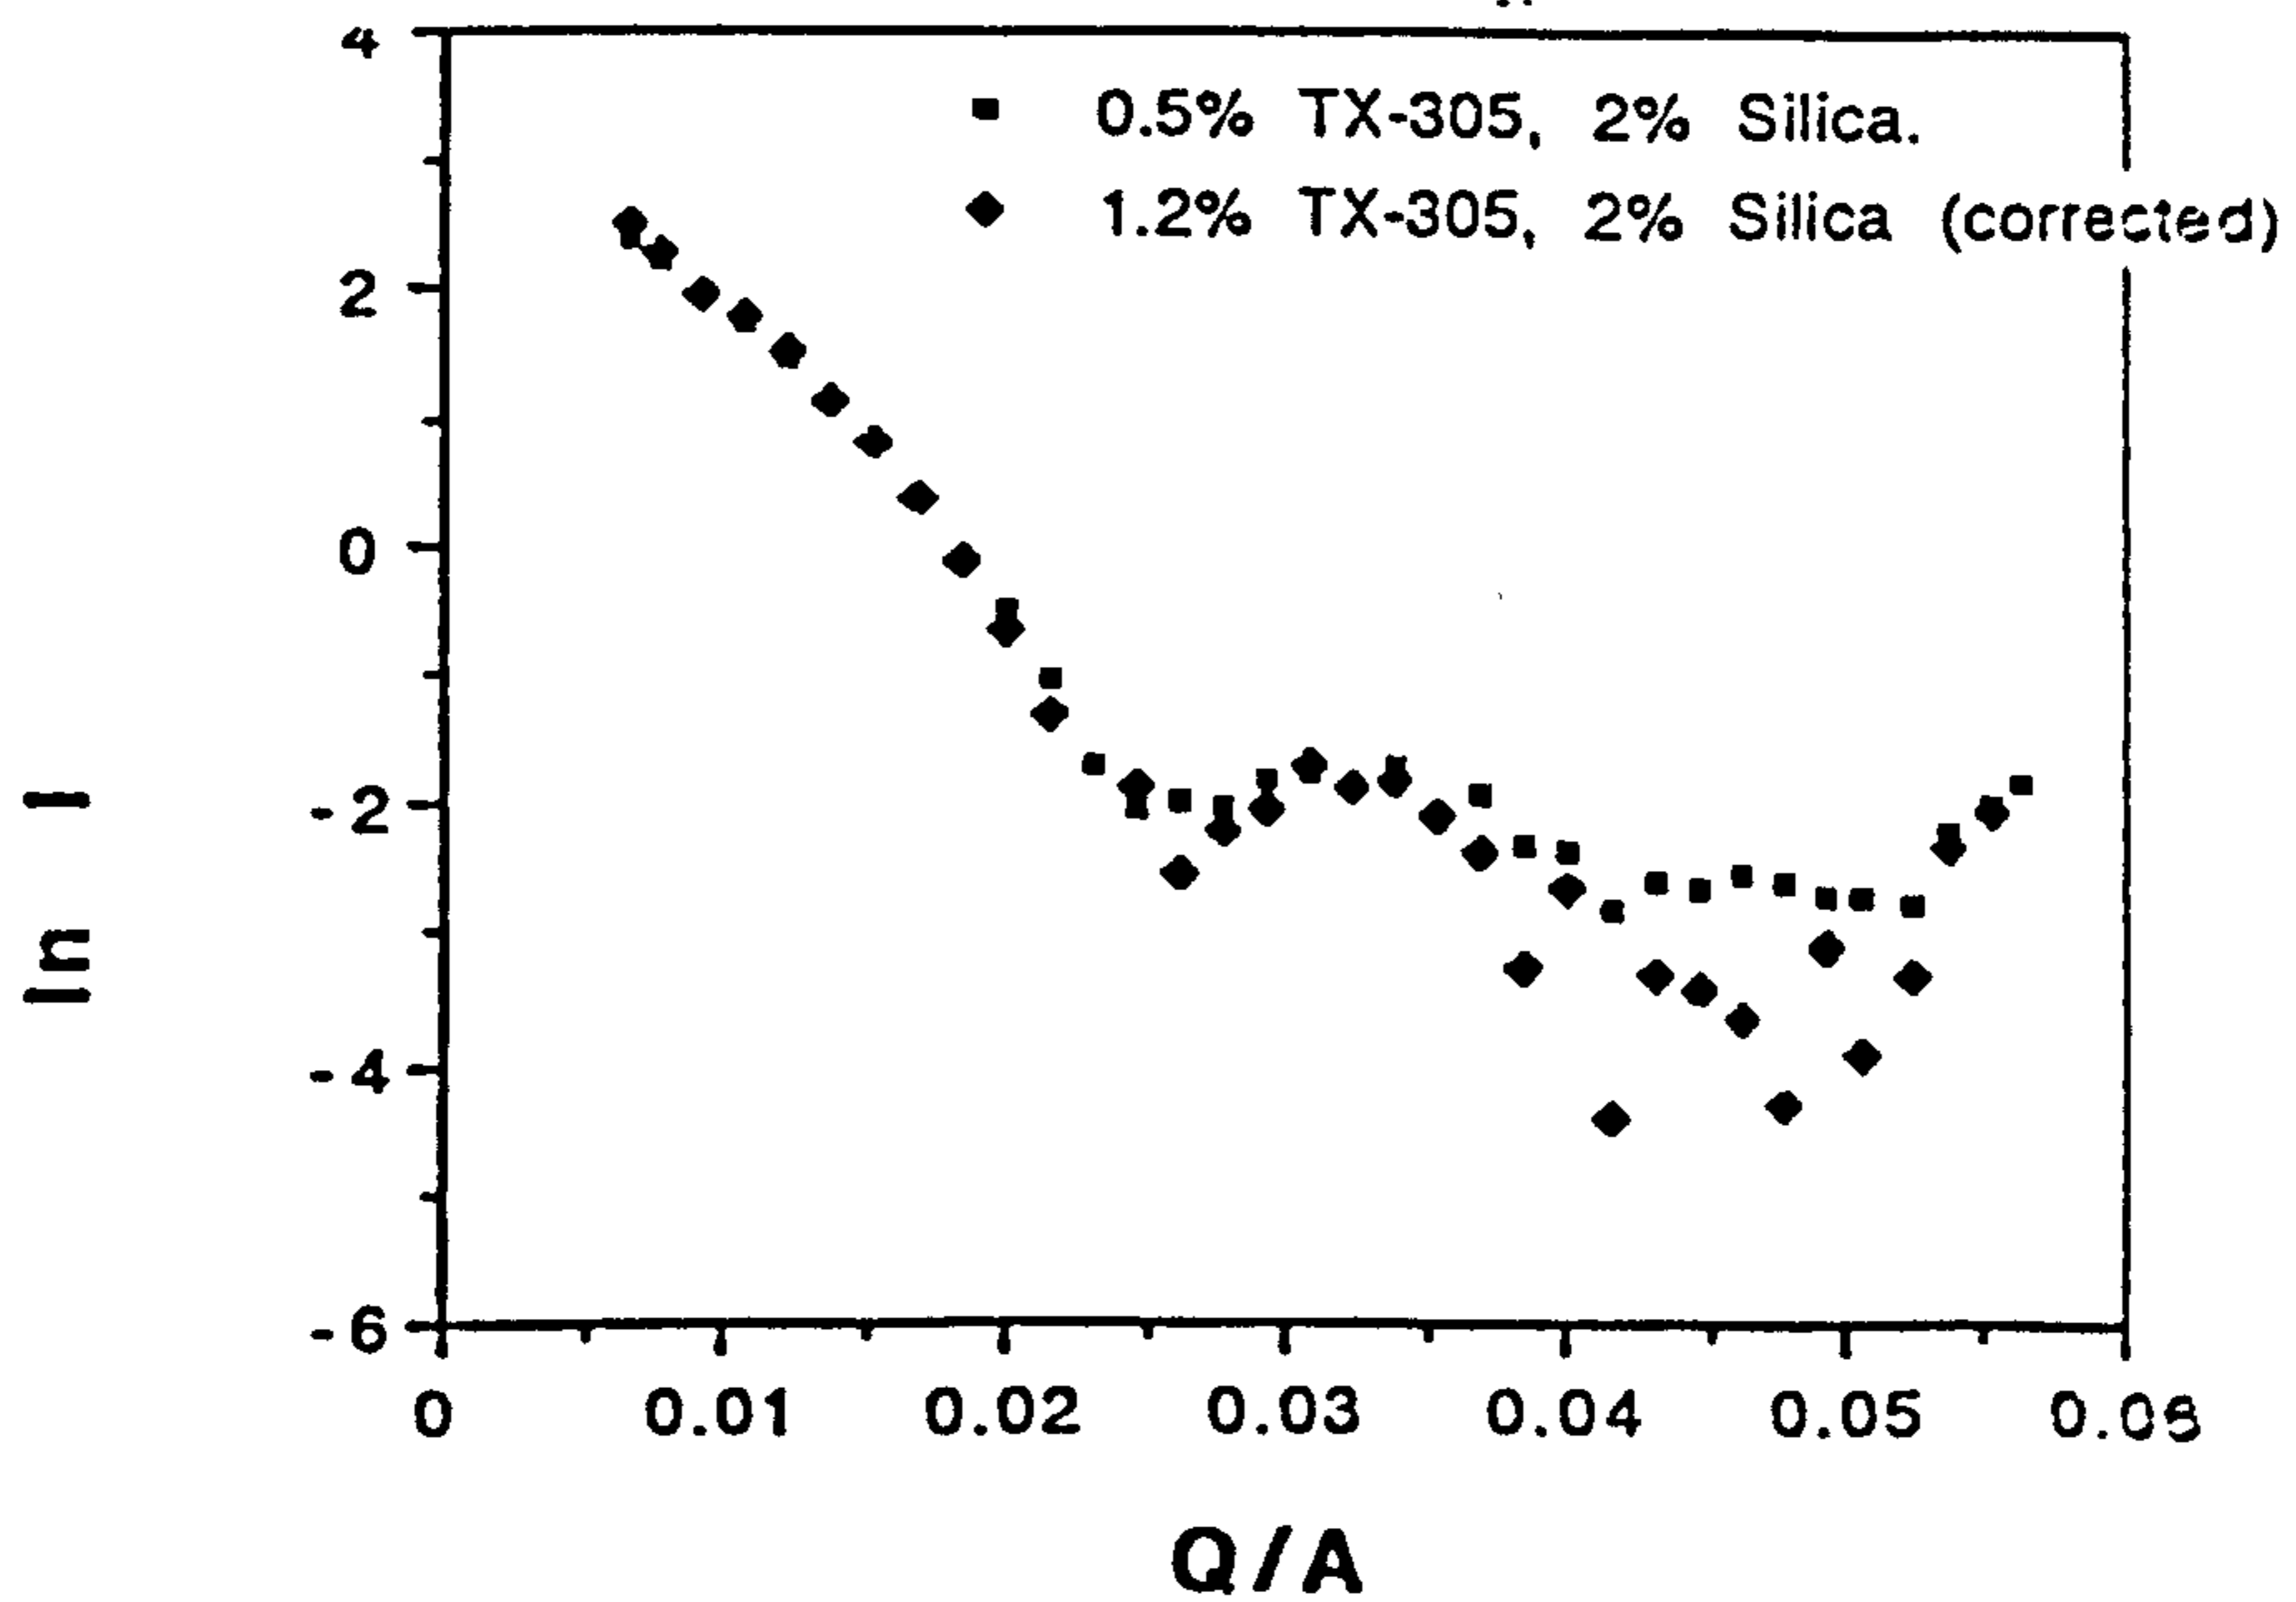 4
0.5% TX-305, 2% Silica.
1.2% TX-305, 2% Silica (corrected)
2
0
-2
-4
-6
ln I
0 0.01 0.02 0.03 0.04 0.05 0.06
Q/A